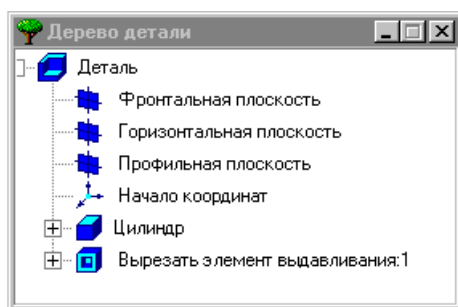 Дерево детали
Деталь
Фронтальная плоскость
Горизонтальная плоскость
Профильная плоскость
Начало координат
Цилиндр
Вырезать элемент выдавливания:1